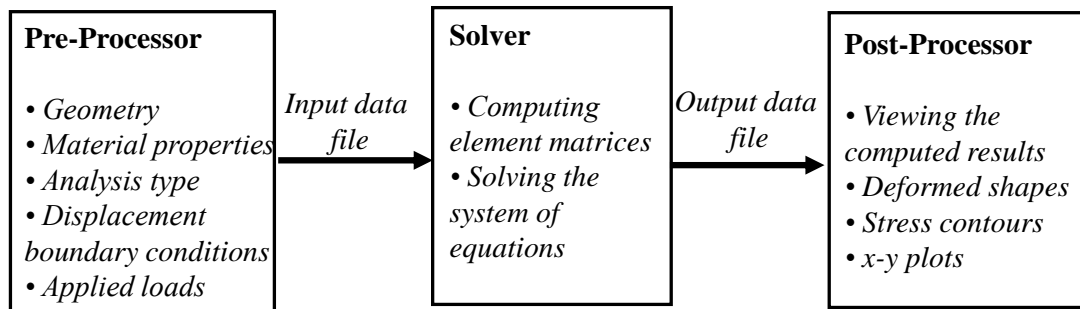 Pre-Processor
• Geometry
• Material properties
• Analysis type
• Displacement
boundary conditions
• Applied loads
Input data
file
Solver
• Computing
element matrices
• Solving the
system of
equations
Output data
file
Post-Processor
• Viewing the
computed results
• Deformed shapes
• Stress contours
• x-y plots